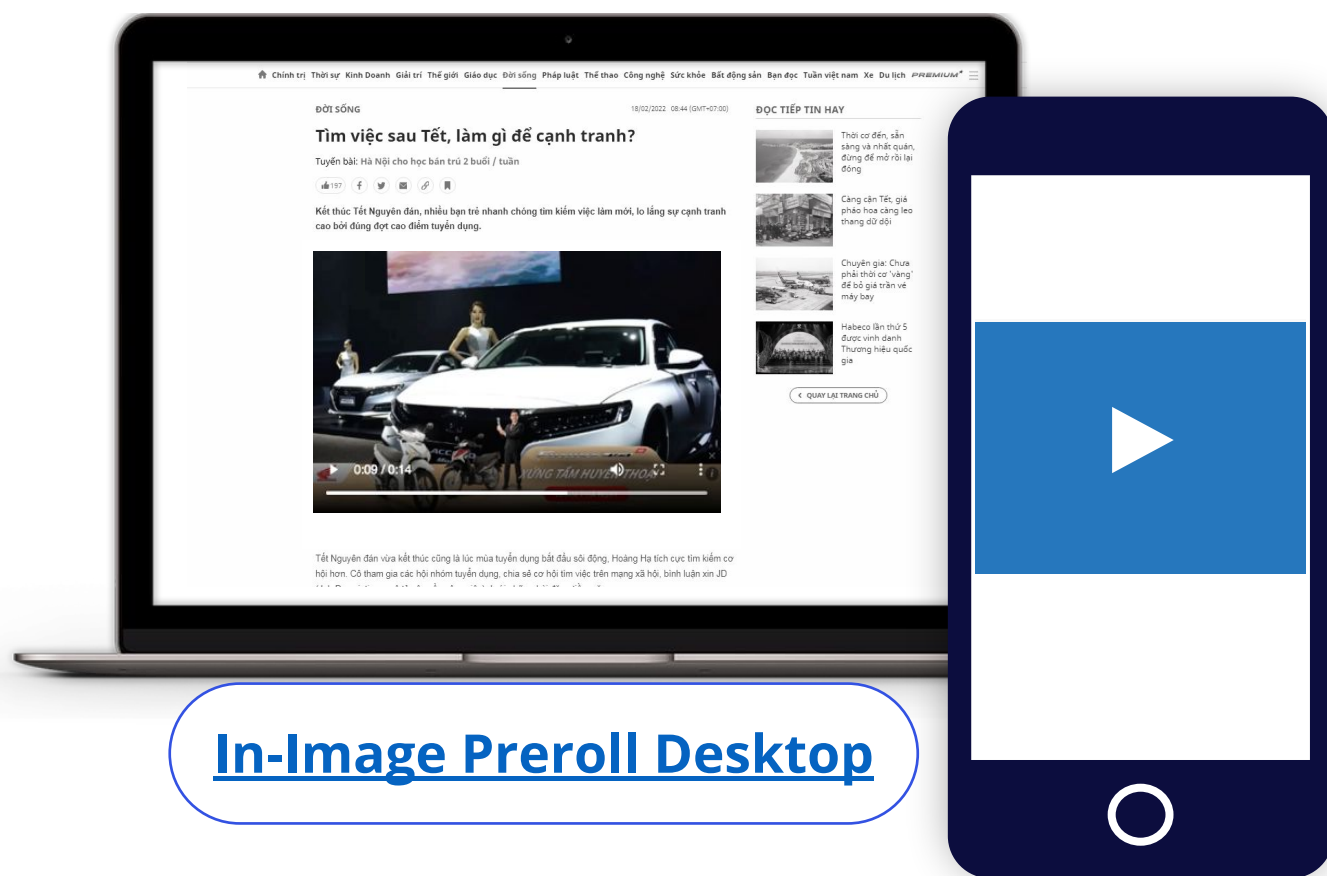 Chính trị Thời sự Kinh Doanh Giải trí Thế giới Giáo dục Đời sống Pháp luật Thể thao Công nghệ Sức khỏe Bất động sản Bạn đọc Tuần việt nam Xe Du lịch PREMIUM
ĐỜI SỐNG
18/02/2022 08:44 (GMT+07:00)
Tìm việc sau Tết, làm gì để cạnh tranh?
Tuyến bài: Hà Nội cho học bán trú 2 buổi / tuần
197
Kết thúc Tết Nguyên đán, nhiều bạn trẻ nhanh chóng tìm kiếm việc làm mới, lo lắng sự cạnh tranh
cao bởi đúng đợt cao điểm tuyển dụng.
0:09 / 0:14
XỨNG TẦM HUYỀN THOẠI
Tết Nguyên đán vừa kết thúc cũng là lúc mùa tuyển dụng bắt đầu sôi động, Hoàng Hạ tích cực tìm kiếm cơ
hội hơn. Cô tham gia các hội nhóm tuyển dụng, chia sẻ cơ hội tìm việc trên mạng xã hội, bình luận xin JD
ĐỌC TIẾP TIN HAY
Thời cơ đến, sẵn
sàng và nhất quán,
đừng để mở rồi lại
đóng
Càng cận Tết, giá
pháo hoa càng leo
thang dữ dội
Chuyên gia: Chưa
phải thời cơ 'vàng'
để bỏ giá trần vé
máy bay
Habeco lần thứ 5
được vinh danh
Thương hiệu quốc
gia
QUAY LẠI TRANG CHỦ
In-Image Preroll Desktop